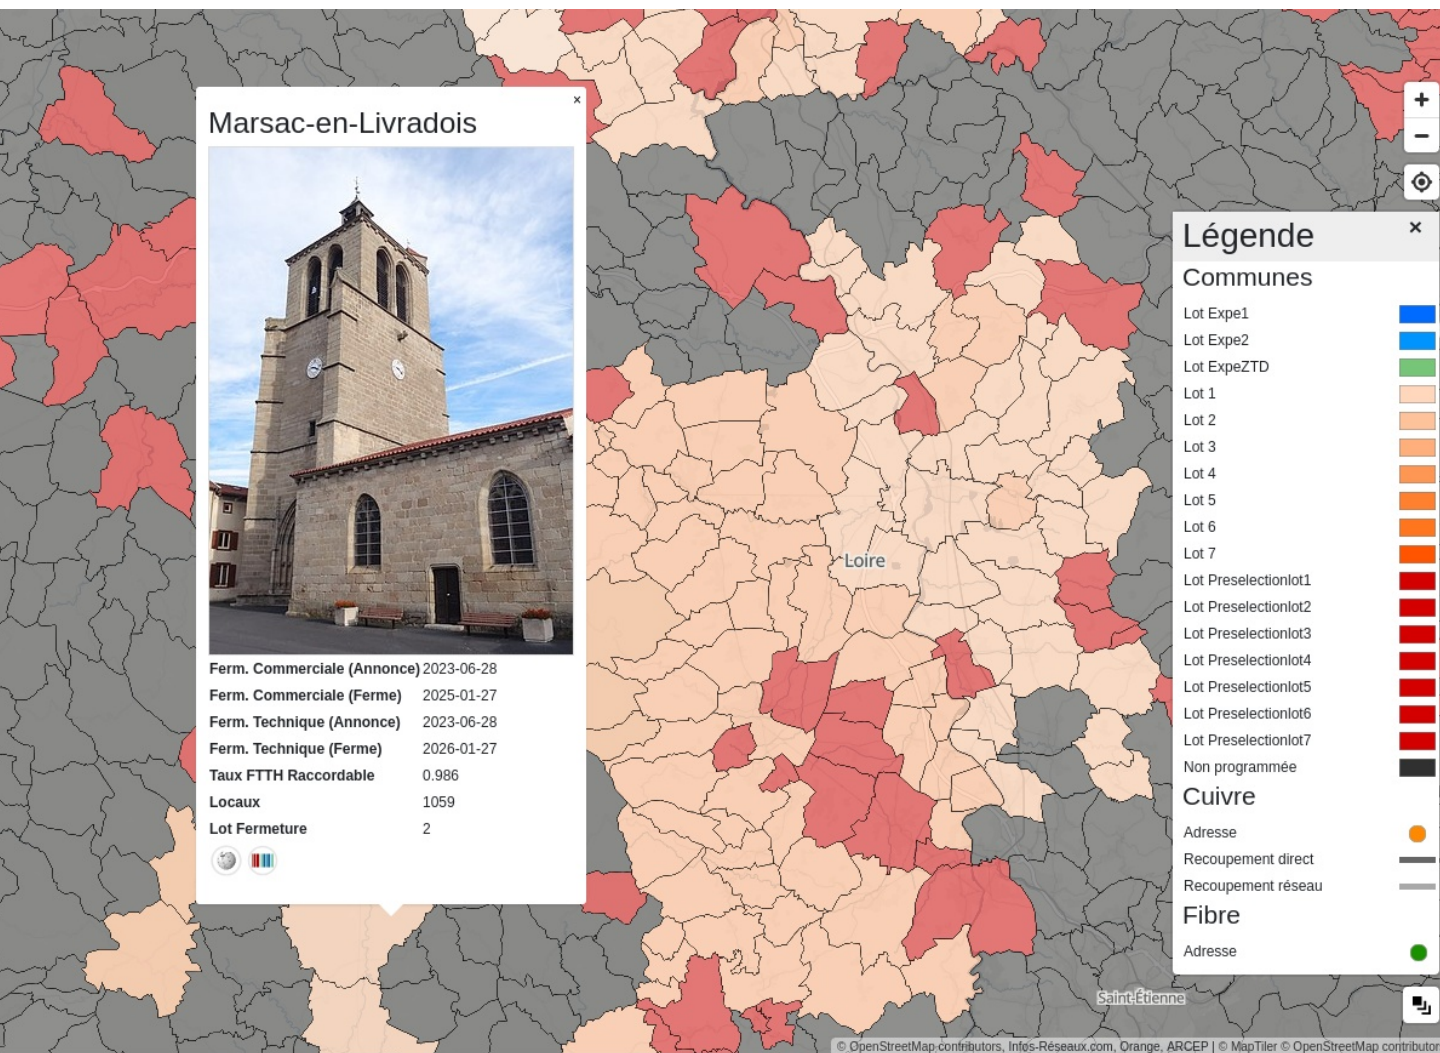 ×
Marsac-en-Livradois
Ferm. Commerciale (Annonce) 2023-06-28
Ferm. Commerciale (Ferme) 2025-01-27
Ferm. Technique (Annonce) 2023-06-28
Ferm. Technique (Ferme) 2026-01-27
Taux FTTH Raccordable 0.986
Locaux 1059
Lot Fermeture 2
Loire
Saint-Étienne
+
−
Légende ×
Communes
Lot Expe1
Lot Expe2
Lot ExpeZTD
Lot 1
Lot 2
Lot 3
Lot 4
Lot 5
Lot 6
Lot 7
Lot Preselectionlot1
Lot Preselectionlot2
Lot Preselectionlot3
Lot Preselectionlot4
Lot Preselectionlot5
Lot Preselectionlot6
Lot Preselectionlot7
Non programmée
Cuivre
Adresse
Recoupement direct
Recoupement réseau
Fibre
Adresse
© OpenStreetMap contributors, Infos-Réseaux.com, Orange, ARCEP | © MapTiler © OpenStreetMap contributor